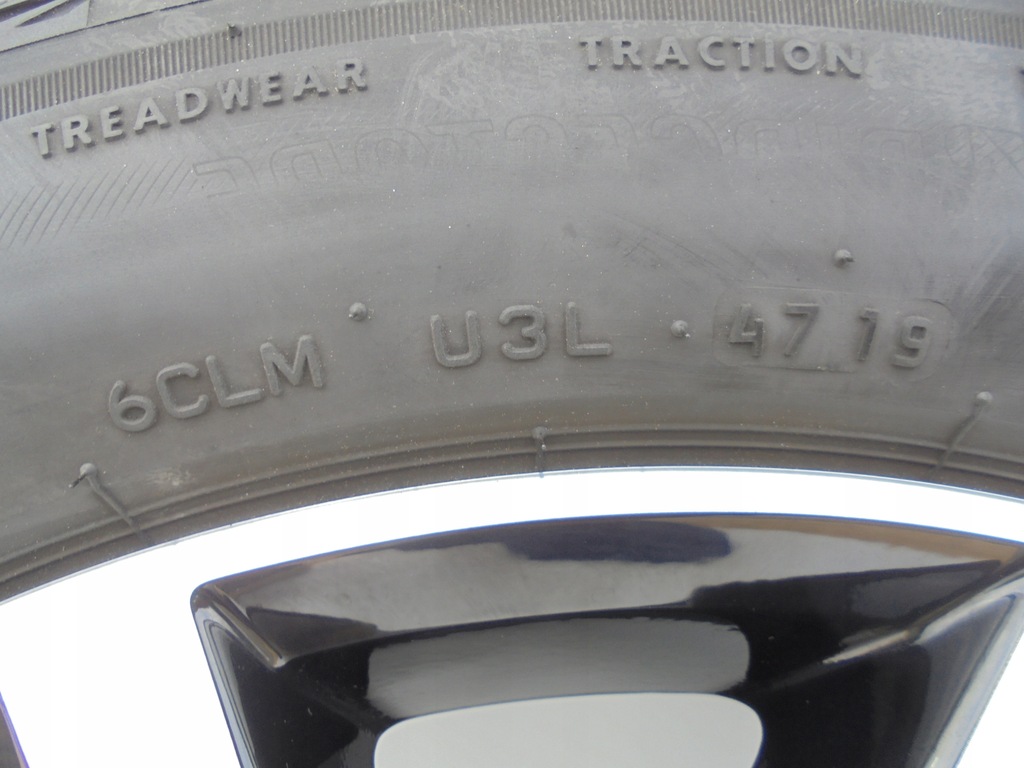 TREADWEAR TRACTION
6CLM U3L 4719